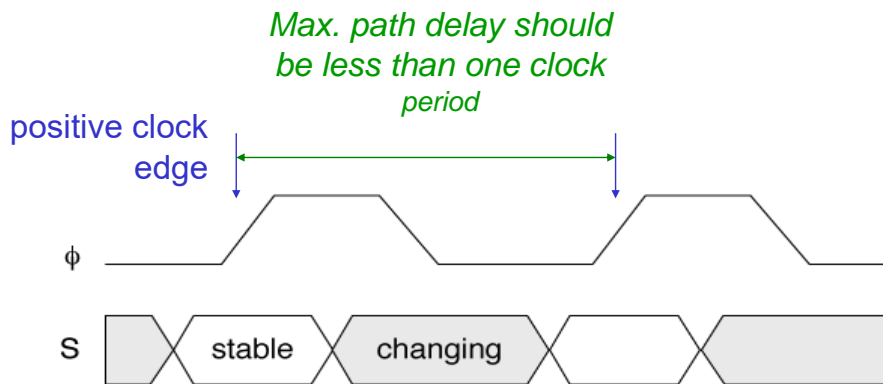 Max. path delay should
be less than one clock
period
positive clock
edge
ϕ
S
stable
changing